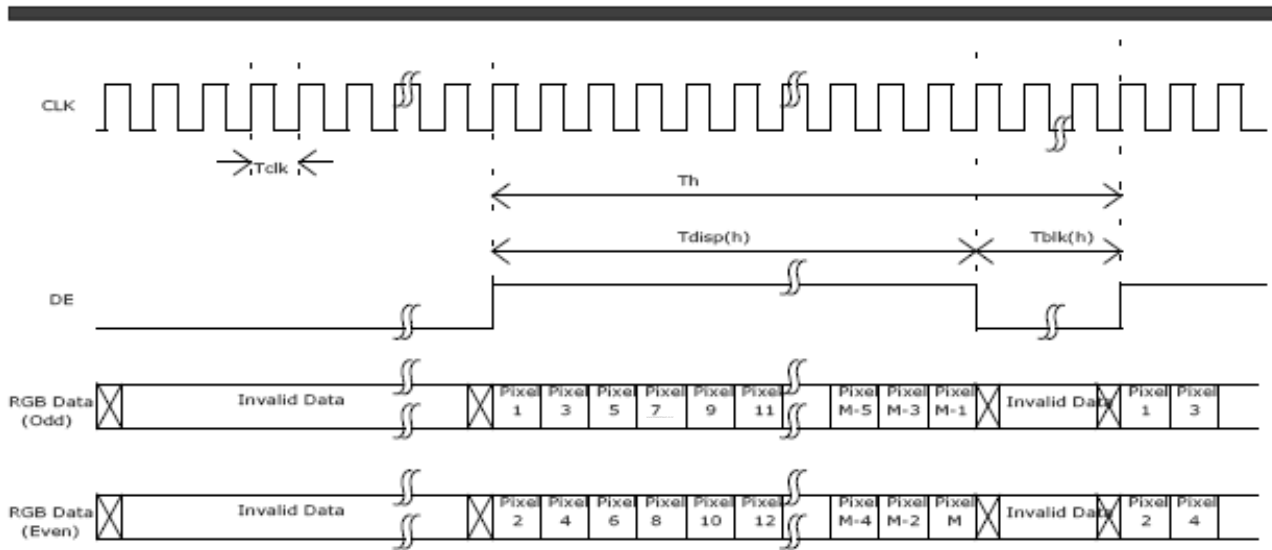 CLK
Tclk
Th
Tdisp(h)
Tblk(h)
DE
RGB Data
(Odd)
Invalid Data
Pixel
1
Pixel
3
Pixel
5
Pixel
7
Pixel
9
Pixel
11
Pixel
M-5
Pixel
M-3
Pixel
M-1
Invalid Data
Pixel
1
Pixel
3
RGB Data
(Even)
Invalid Data
Pixel
2
Pixel
4
Pixel
6
Pixel
8
Pixel
10
Pixel
12
Pixel
M-4
Pixel
M-2
Pixel
M
Invalid Data
Pixel
2
Pixel
4